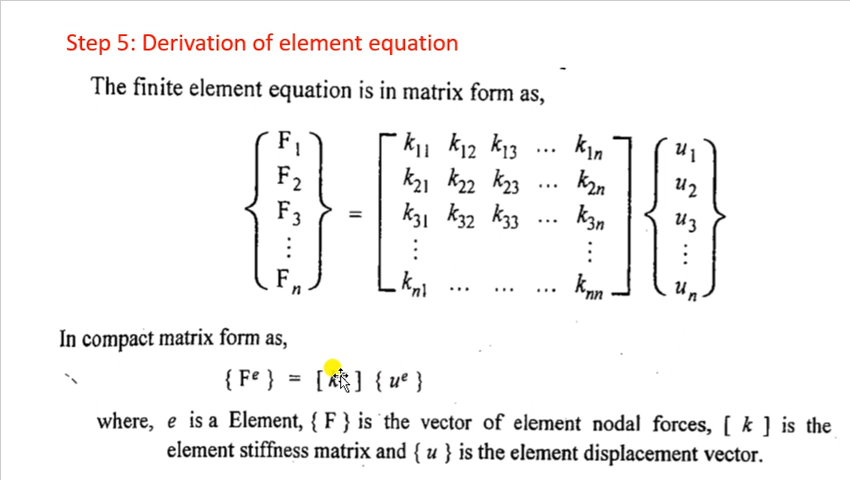 Step 5: Derivation of element equation
The finite element equation is in matrix form as,
{ F₁ } = [ k₁₁ k₁₂ k₁₃ ... k₁ₙ ] { u₁ }
{ F₂ } [ k₂₁ k₂₂ k₂₃ ... k₂ₙ ] { u₂ }
{ F₃ } [ k₃₁ k₃₂ k₃₃ ... k₃ₙ ] { u₃ }
⋮ ⋮ ⋮ ⋮
{ Fₙ } [ kₙ₁ ... ... ... kₙₙ ] { uₙ }
In compact matrix form as,
{ Fᵉ } = [ ] { uᵉ }
where, e is a Element, { F } is the vector of element nodal forces, [ k ] is the
element stiffness matrix and { u } is the element displacement vector.